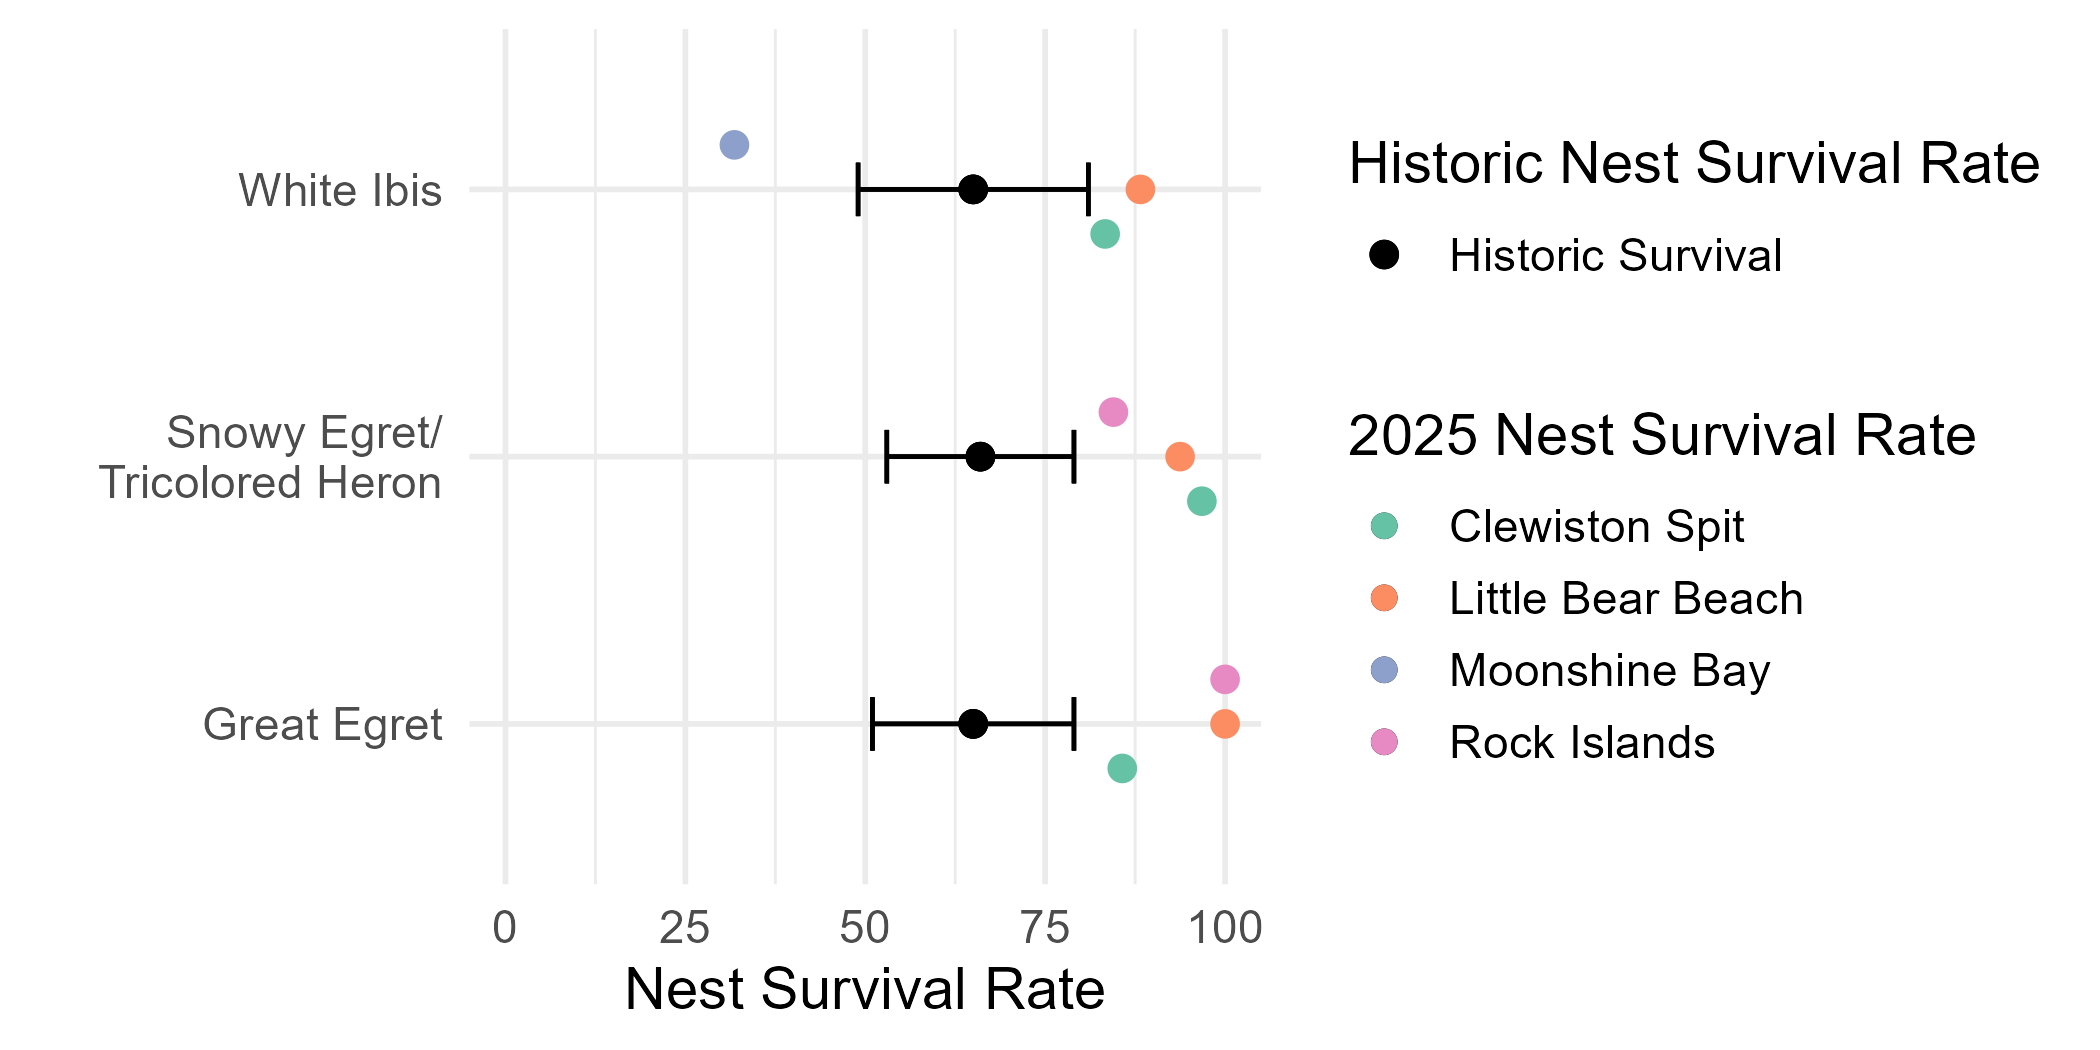 White Ibis
Snowy Egret/
Tricolored Heron
Great Egret
0 25 50 75 100
Nest Survival Rate
Historic Nest Survival Rate
Historic Survival
2025 Nest Survival Rate
Clewiston Spit
Little Bear Beach
Moonshine Bay
Rock Islands